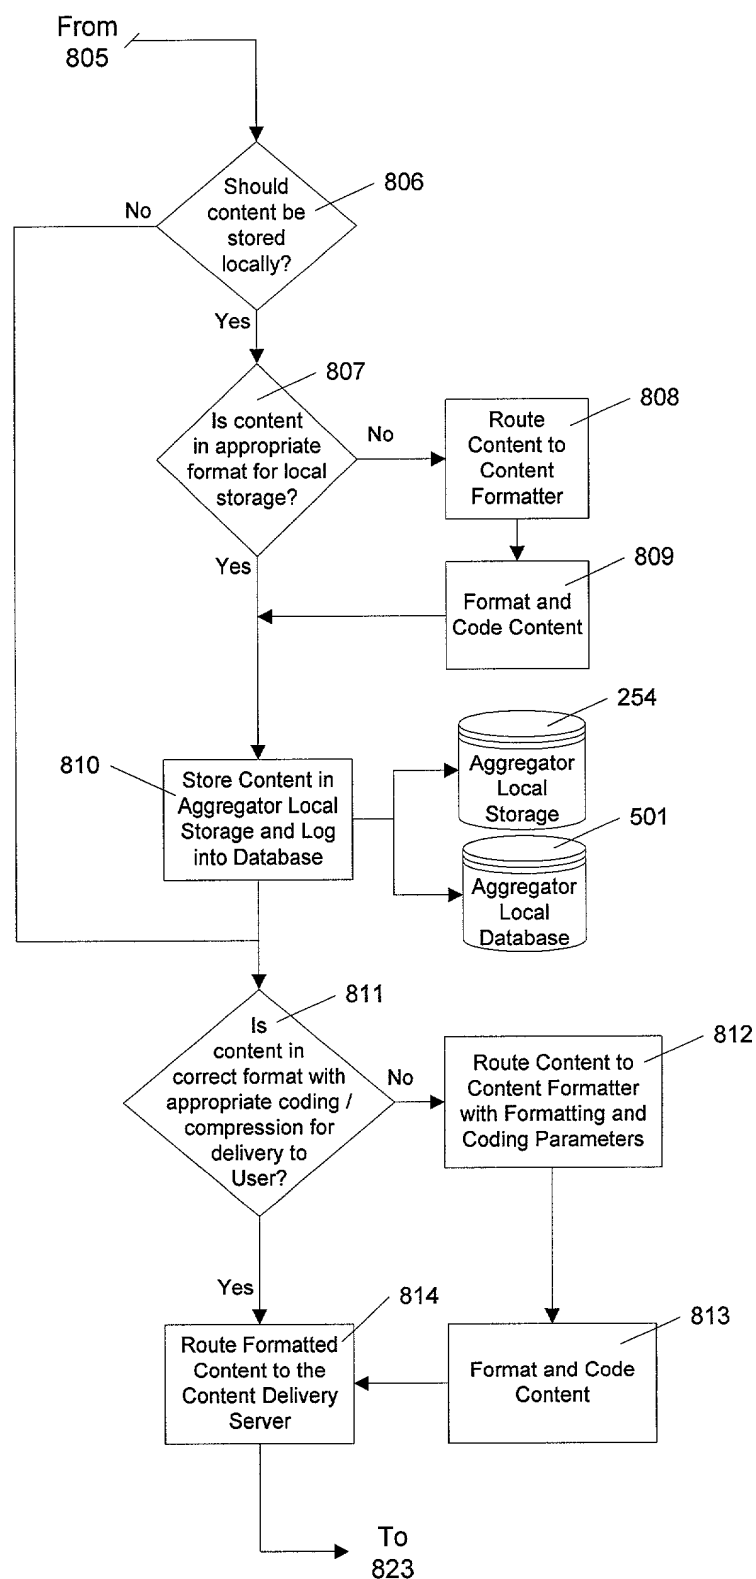 From
805
Should
content be
stored
locally?
806
No
Yes
807
Is content
in appropriate
format for local
storage?
No
Route
Content to
Content
Formatter
808
Yes
809
Format and
Code Content
254
Aggregator
Local
Storage
810
Store Content in
Aggregator Local
Storage and Log
into Database
501
Aggregator
Local
Database
811
Is
content in
correct format with
appropriate coding /
compression for
delivery to
User?
No
812
Route Content to
Content Formatter
with Formatting and
Coding Parameters
Yes
814
Route Formatted
Content to the
Content Delivery
Server
813
Format and Code
Content
To
823